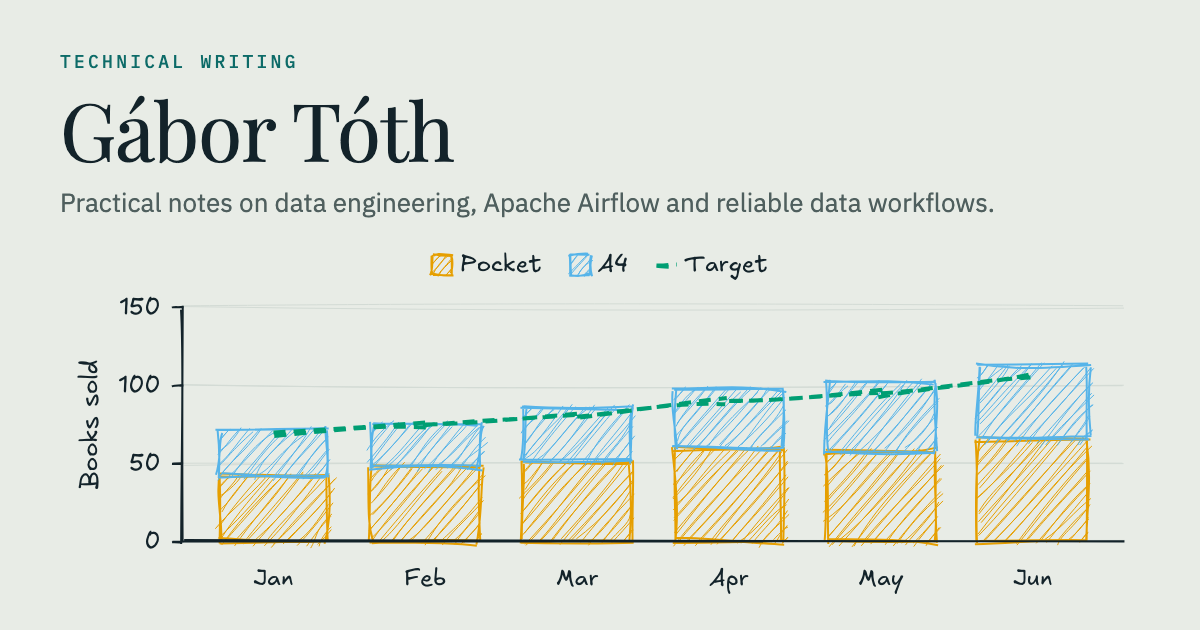 TECHNICAL WRITING
Gábor Tóth
Practical notes on data engineering, Apache Airflow and reliable data workflows.
Pocket A4 Target
150
100
50
0
Books sold
Jan Feb Mar Apr May Jun